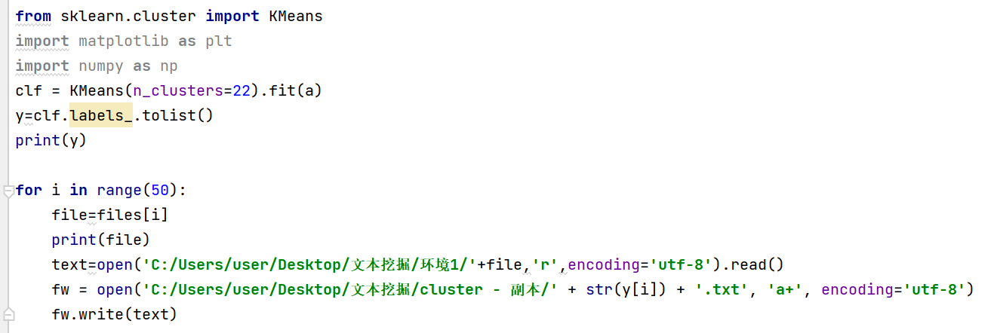 from sklearn.cluster import KMeans
import matplotlib as plt
import numpy as np
clf = KMeans(n_clusters=22).fit(a)
y=clf.labels_.tolist()
print(y)
for i in range(50):
    file=files[i]
    print(file)
    text=open('C:/Users/user/Desktop/文本挖掘/环境1/'+file,'r',encoding='utf-8').read()
    fw = open('C:/Users/user/Desktop/文本挖掘/cluster - 副本/' + str(y[i]) + '.txt', 'a+', encoding='utf-8')
    fw.write(text)